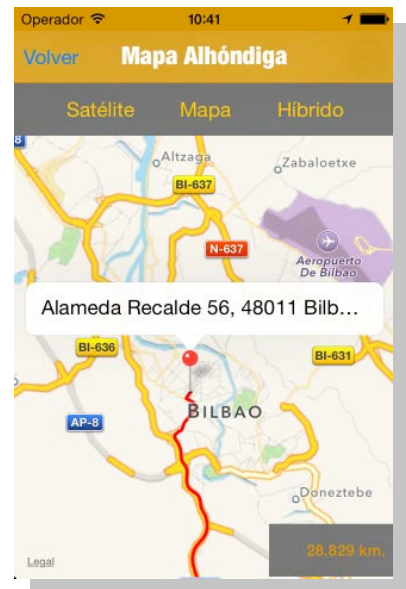 Operador 10:41
Volver Mapa Alhóndiga
Satélite Mapa Híbrido
8
Altzaga
Zabaloetxe
BI-637
N-637
Aeropuerto
De Bilbao
Alameda Recalde 56, 48011 Bilb...
BI-636
BI-631
BILBAO
AP-8
Doneztebe
28.829 km.
Legal